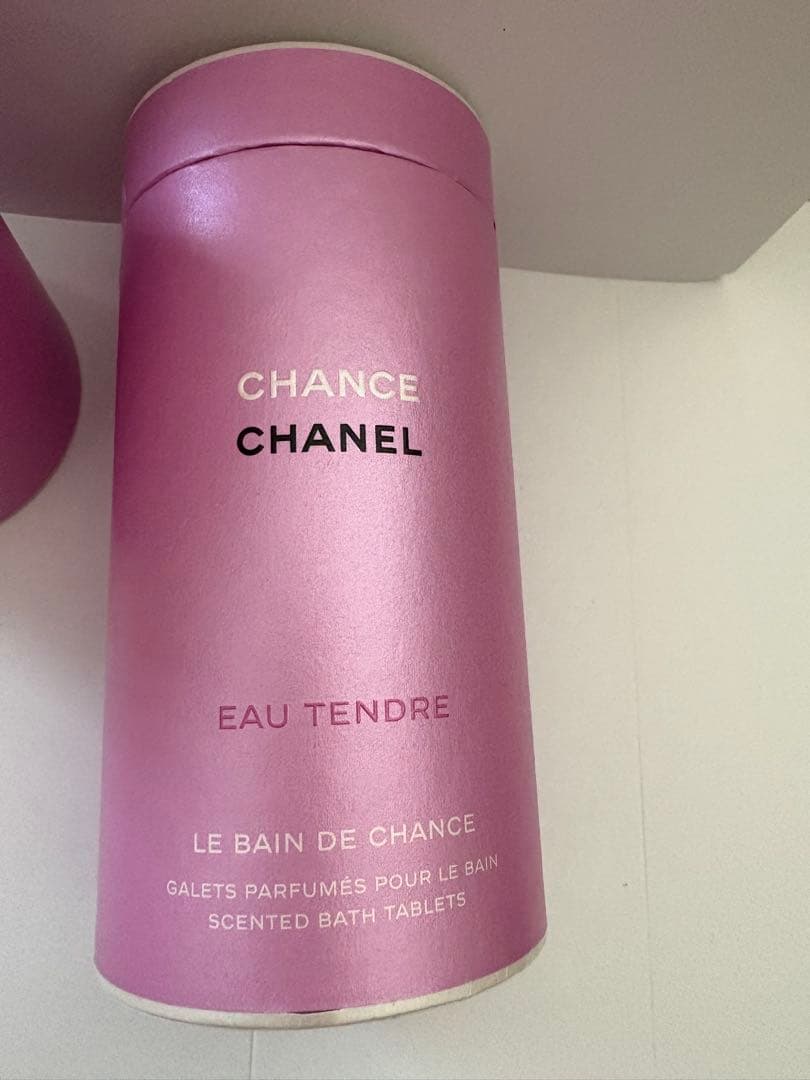 CHANCE
CHANEL
EAU TENDRE
LE BAIN DE CHANCE
GALETS PARFUMÉS POUR LE BAIN
SCENTED BATH TABLETS